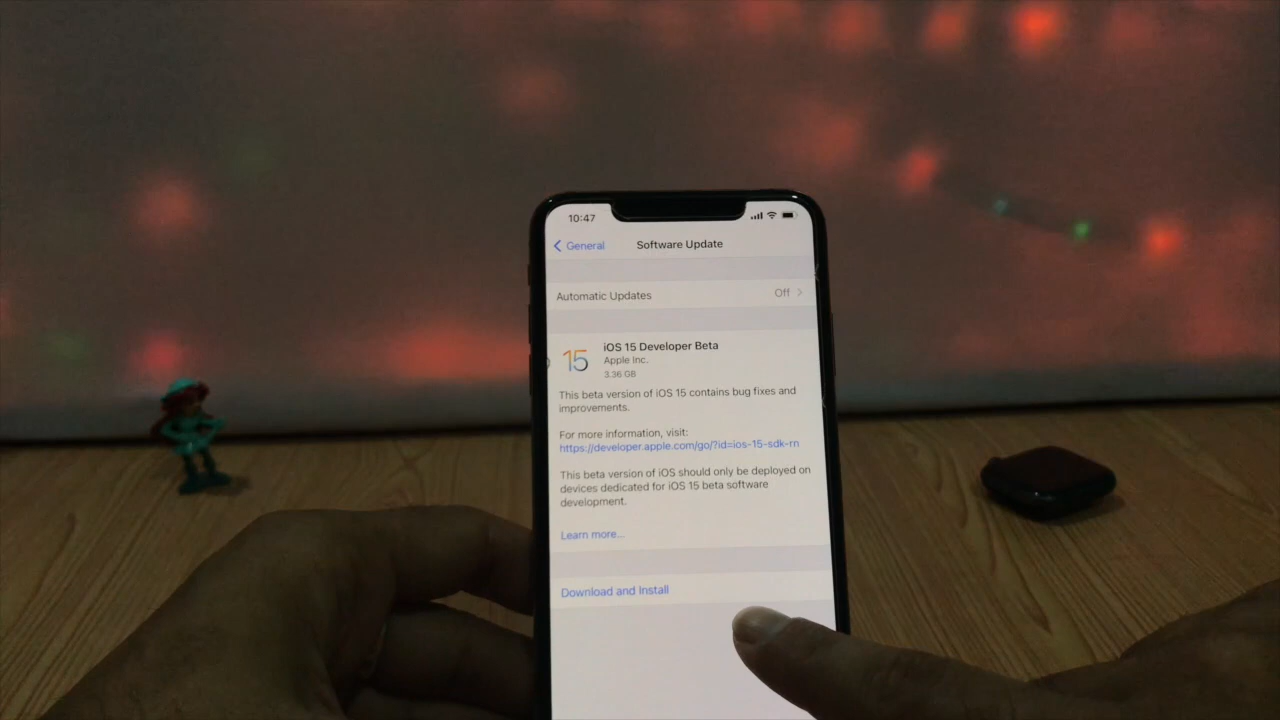 10:47
General
Software Update
Automatic Updates
Off
15
iOS 15 Developer Beta
Apple Inc.
3.36 GB
This beta version of iOS 15 contains bug fixes and
improvements.
For more information, visit:
https://developer.apple.com/go/?id=ios-15-sdk-rn
This beta version of iOS should only be deployed on
devices dedicated for iOS 15 beta software
development.
Learn more...
Download and Install